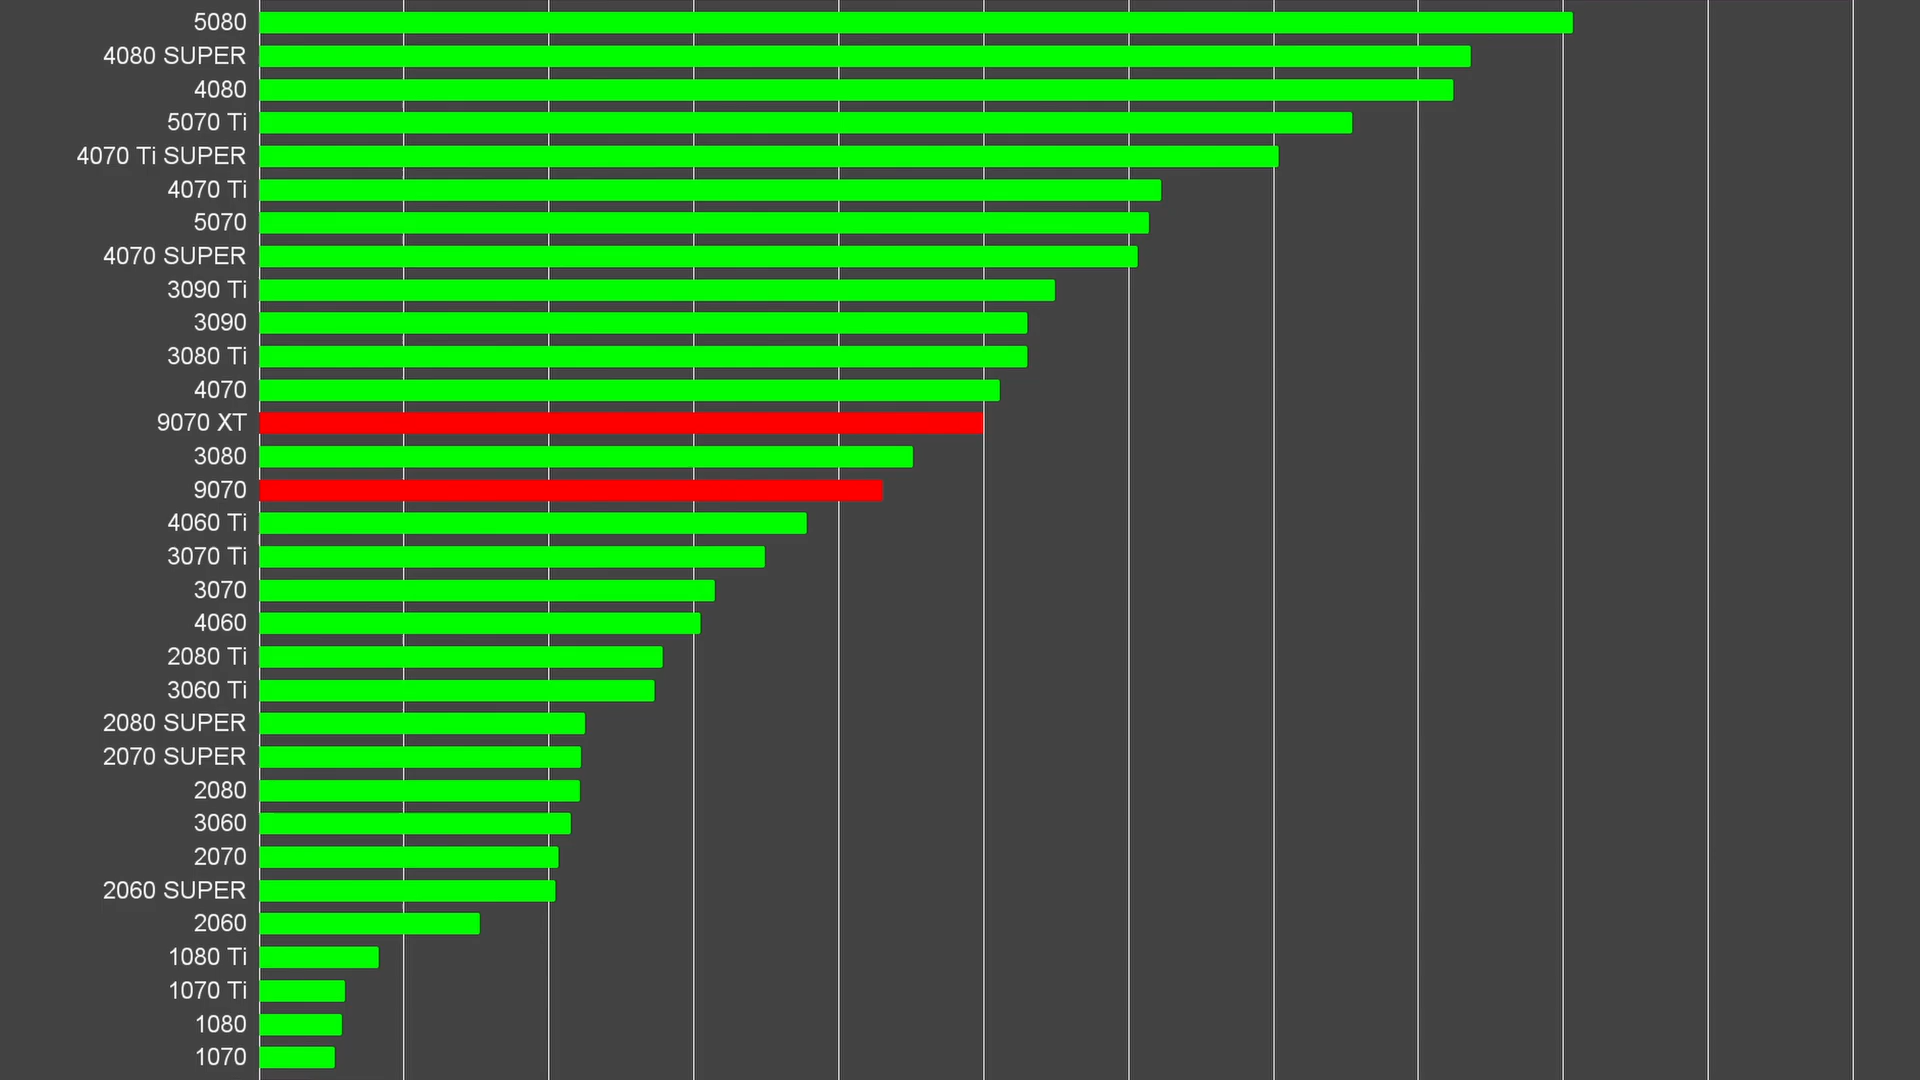 5080
4080 SUPER
4080
5070 Ti
4070 Ti SUPER
4070 Ti
5070
4070 SUPER
3090 Ti
3090
3080 Ti
4070
9070 XT
3080
9070
4060 Ti
3070 Ti
3070
4060
2080 Ti
3060 Ti
2080 SUPER
2070 SUPER
2080
3060
2070
2060 SUPER
2060
1080 Ti
1070 Ti
1080
1070